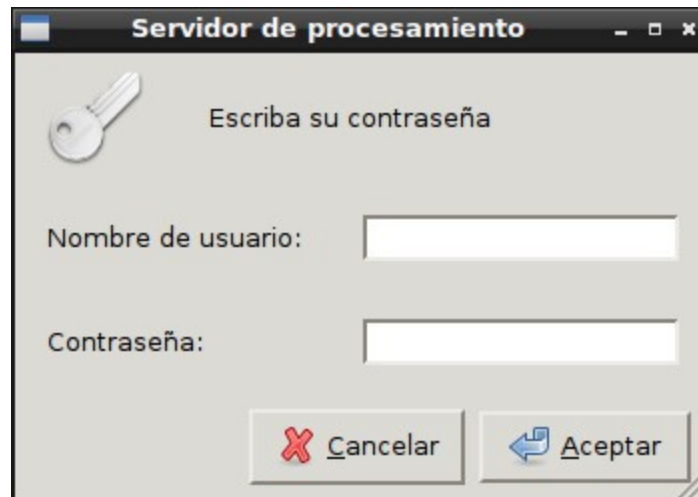 Servidor de procesamiento
Escriba su contraseña
Nombre de usuario:
Contraseña:
Cancelar
Aceptar